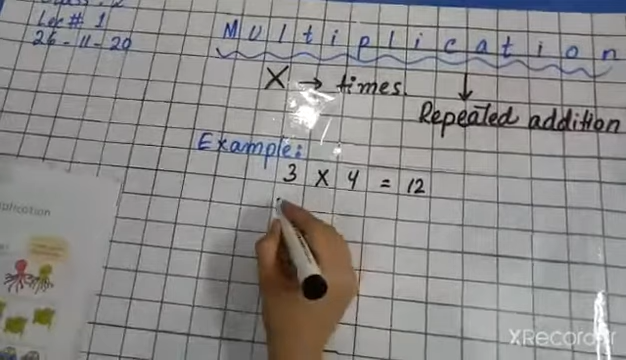 Lec # 1
26-11-20
Multiplication
X → times.
Repeated addition
Example:
3 X 4 = 12
XRecorder